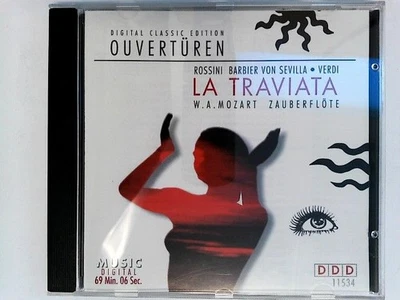 DIGITAL CLASSIC EDITION
OUVERTÜREN
ROSSINI BARBIER VON SEVILLA • VERDI
LA TRAVIATA
W.A.MOZART ZAUBERFLÖTE
MUSIC
DIGITAL
69 Min. 06 Sec.
DDD
11534